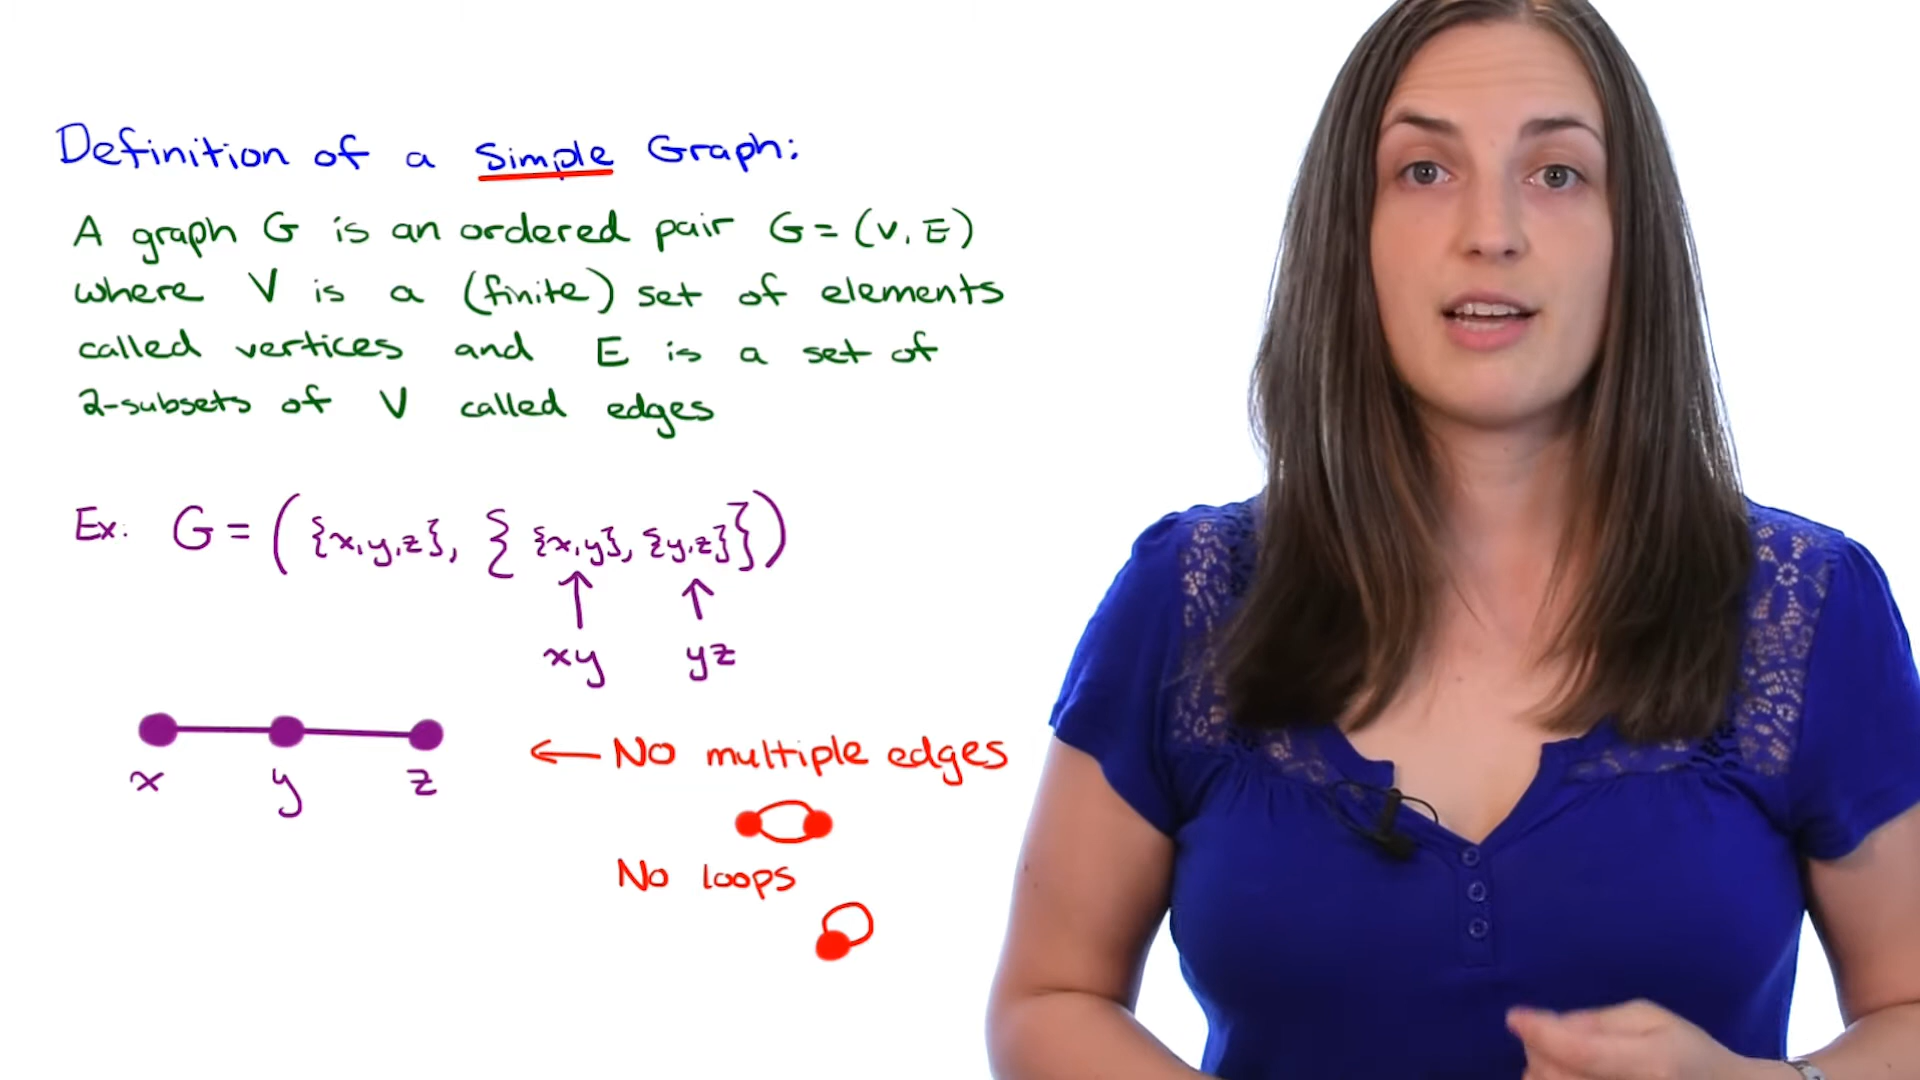 Definition of a Simple Graph:
A graph G is an ordered pair G = (V, E)
where V is a (finite) set of elements
called vertices and E is a set of
2-subsets of V called edges
Ex: G = ( {x,y,z}, { {x,y}, {y,z} } )
↑ ↑
xy yz
x y z
← No multiple edges
No loops